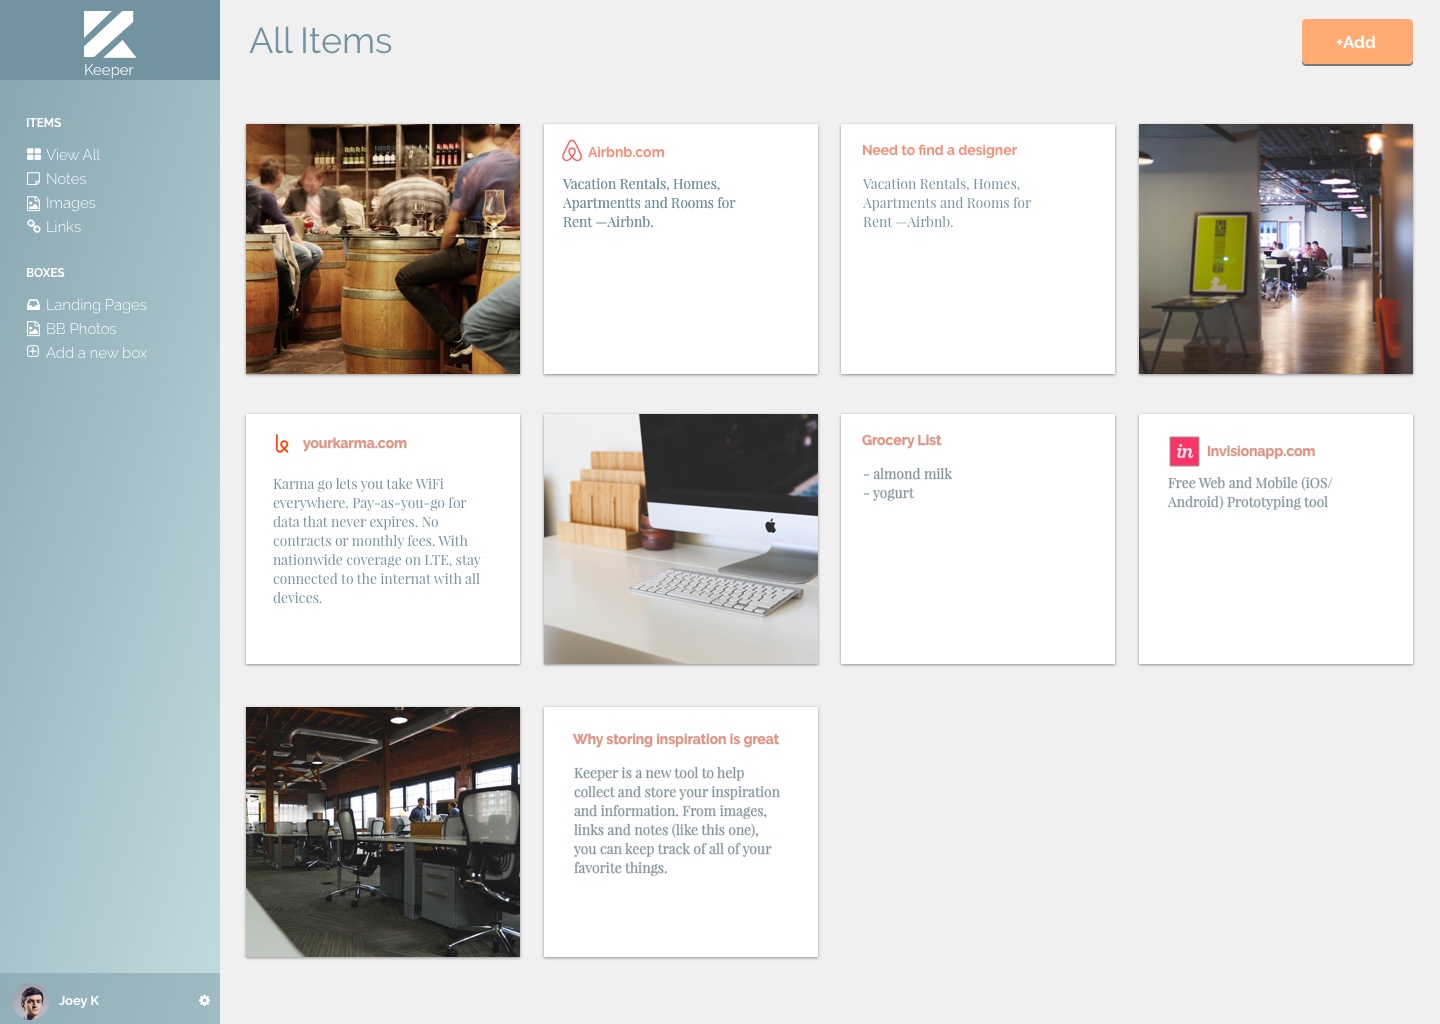 Keeper
All Items
+Add
ITEMS
View All
Notes
Images
Links
BOXES
Landing Pages
BB Photos
Add a new box
Airbnb.com
Vacation Rentals, Homes,
Apartmentts and Rooms for
Rent —Airbnb.
Need to find a designer
Vacation Rentals, Homes,
Apartments and Rooms for
Rent —Airbnb.
THIS
yourkarma.com
Karma go lets you take WiFi
everywhere. Pay-as-you-go for
data that never expires. No
contracts or monthly fees. With
nationwide coverage on LTE, stay
connected to the internat with all
devices.
Grocery List
- almond milk
- yogurt
in
Invisionapp.com
Free Web and Mobile (iOS/
Android) Prototyping tool
Why storing inspiration is great
Keeper is a new tool to help
collect and store your inspiration
and information. From images,
links and notes (like this one),
you can keep track of all of your
favorite things.
Joey K